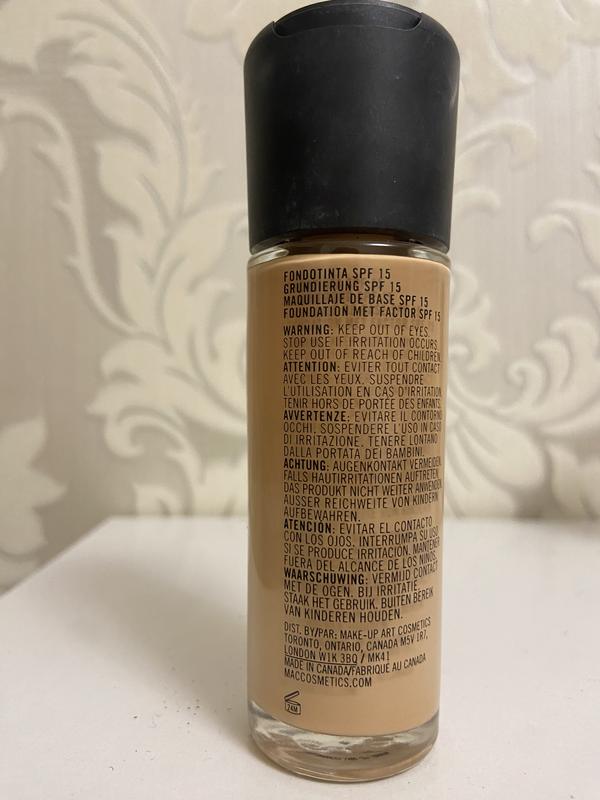 FONDOTINTA SPF 15
GRUNDIERUNG SPF 15
MAQUILLAJE DE BASE SPF 15
FOUNDATION MET FACTOR SPF 15
WARNING: KEEP OUT OF EYES.
STOP USE IF IRRITATION OCCURS.
KEEP OUT OF REACH OF CHILDREN.
ATTENTION: ÉVITER TOUT CONTACT
AVEC LES YEUX. SUSPENDRE
L'UTILISATION EN CAS D'IRRITATION.
TENIR HORS DE PORTÉE DES ENFANTS.
AVVERTENZE: EVITARE IL CONTORNO
OCCHI. SOSPENDERE L'USO IN CASO
DI IRRITAZIONE. TENERE LONTANO
DALLA PORTATA DEI BAMBINI.
ACHTUNG: AUGENKONTAKT VERMEIDEN.
FALLS HAUTIRRITATIONEN AUFTRETEN,
DAS PRODUKT NICHT WEITER ANWENDEN.
AUSSER REICHWEITE VON KINDERN
AUFBEWAHREN.
ATENCIÓN: EVITAR EL CONTACTO
CON LOS OJOS. INTERRUMPA SU USO
SI SE PRODUCE IRRITACIÓN. MANTENER
FUERA DEL ALCANCE DE LOS NIÑOS.
WAARSCHUWING: VERMIJD CONTACT
MET DE OGEN. BIJ IRRITATIE
STAAK HET GEBRUIK. BUITEN BEREIK
VAN KINDEREN HOUDEN.
DIST. BY/PAR: MAKE-UP ART COSMETICS
TORONTO, ONTARIO, CANADA M5V 1R7,
LONDON W1K 3BQ / MK41
MADE IN CANADA/FABRIQUÉ AU CANADA
MACCOSMETICS.COM
24M